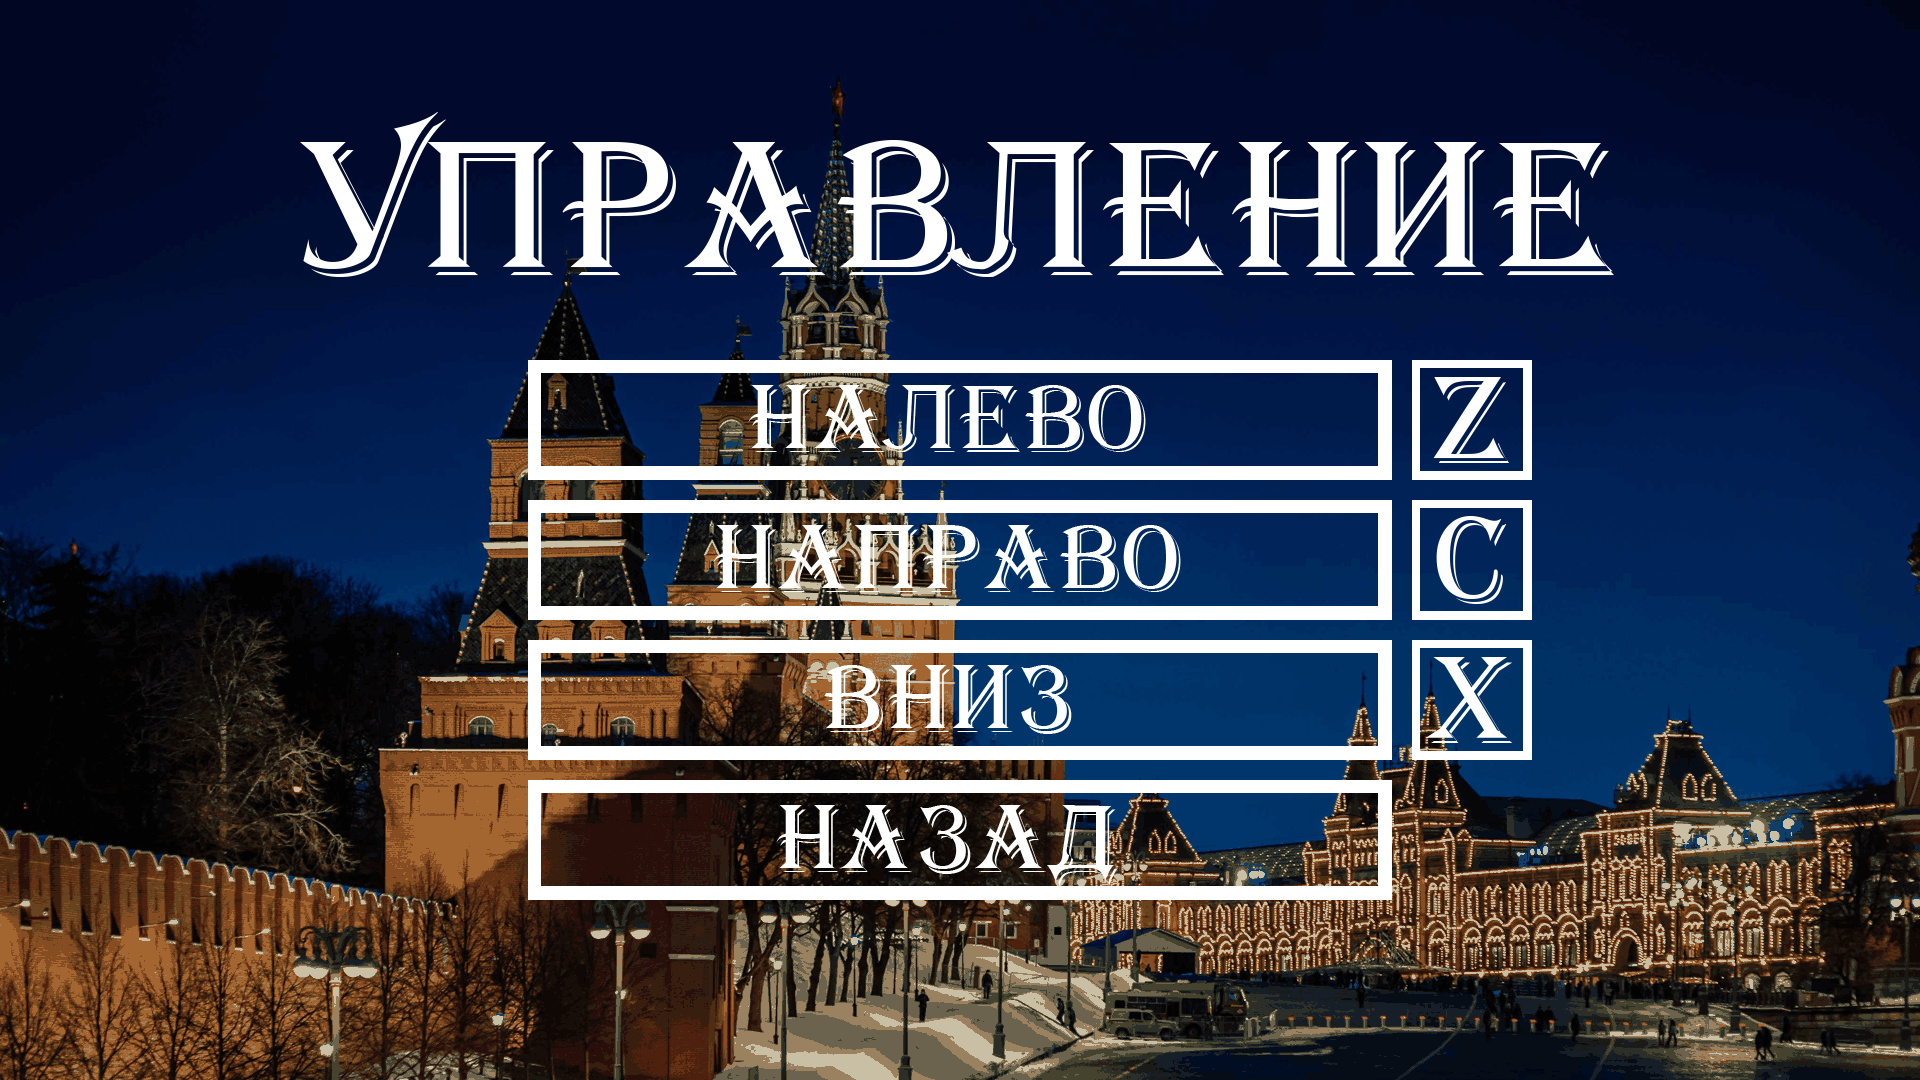 УПРАВЛЕНИЕ
НАЛЕВО Z
НАПРАВО C
ВНИЗ X
НАЗАД